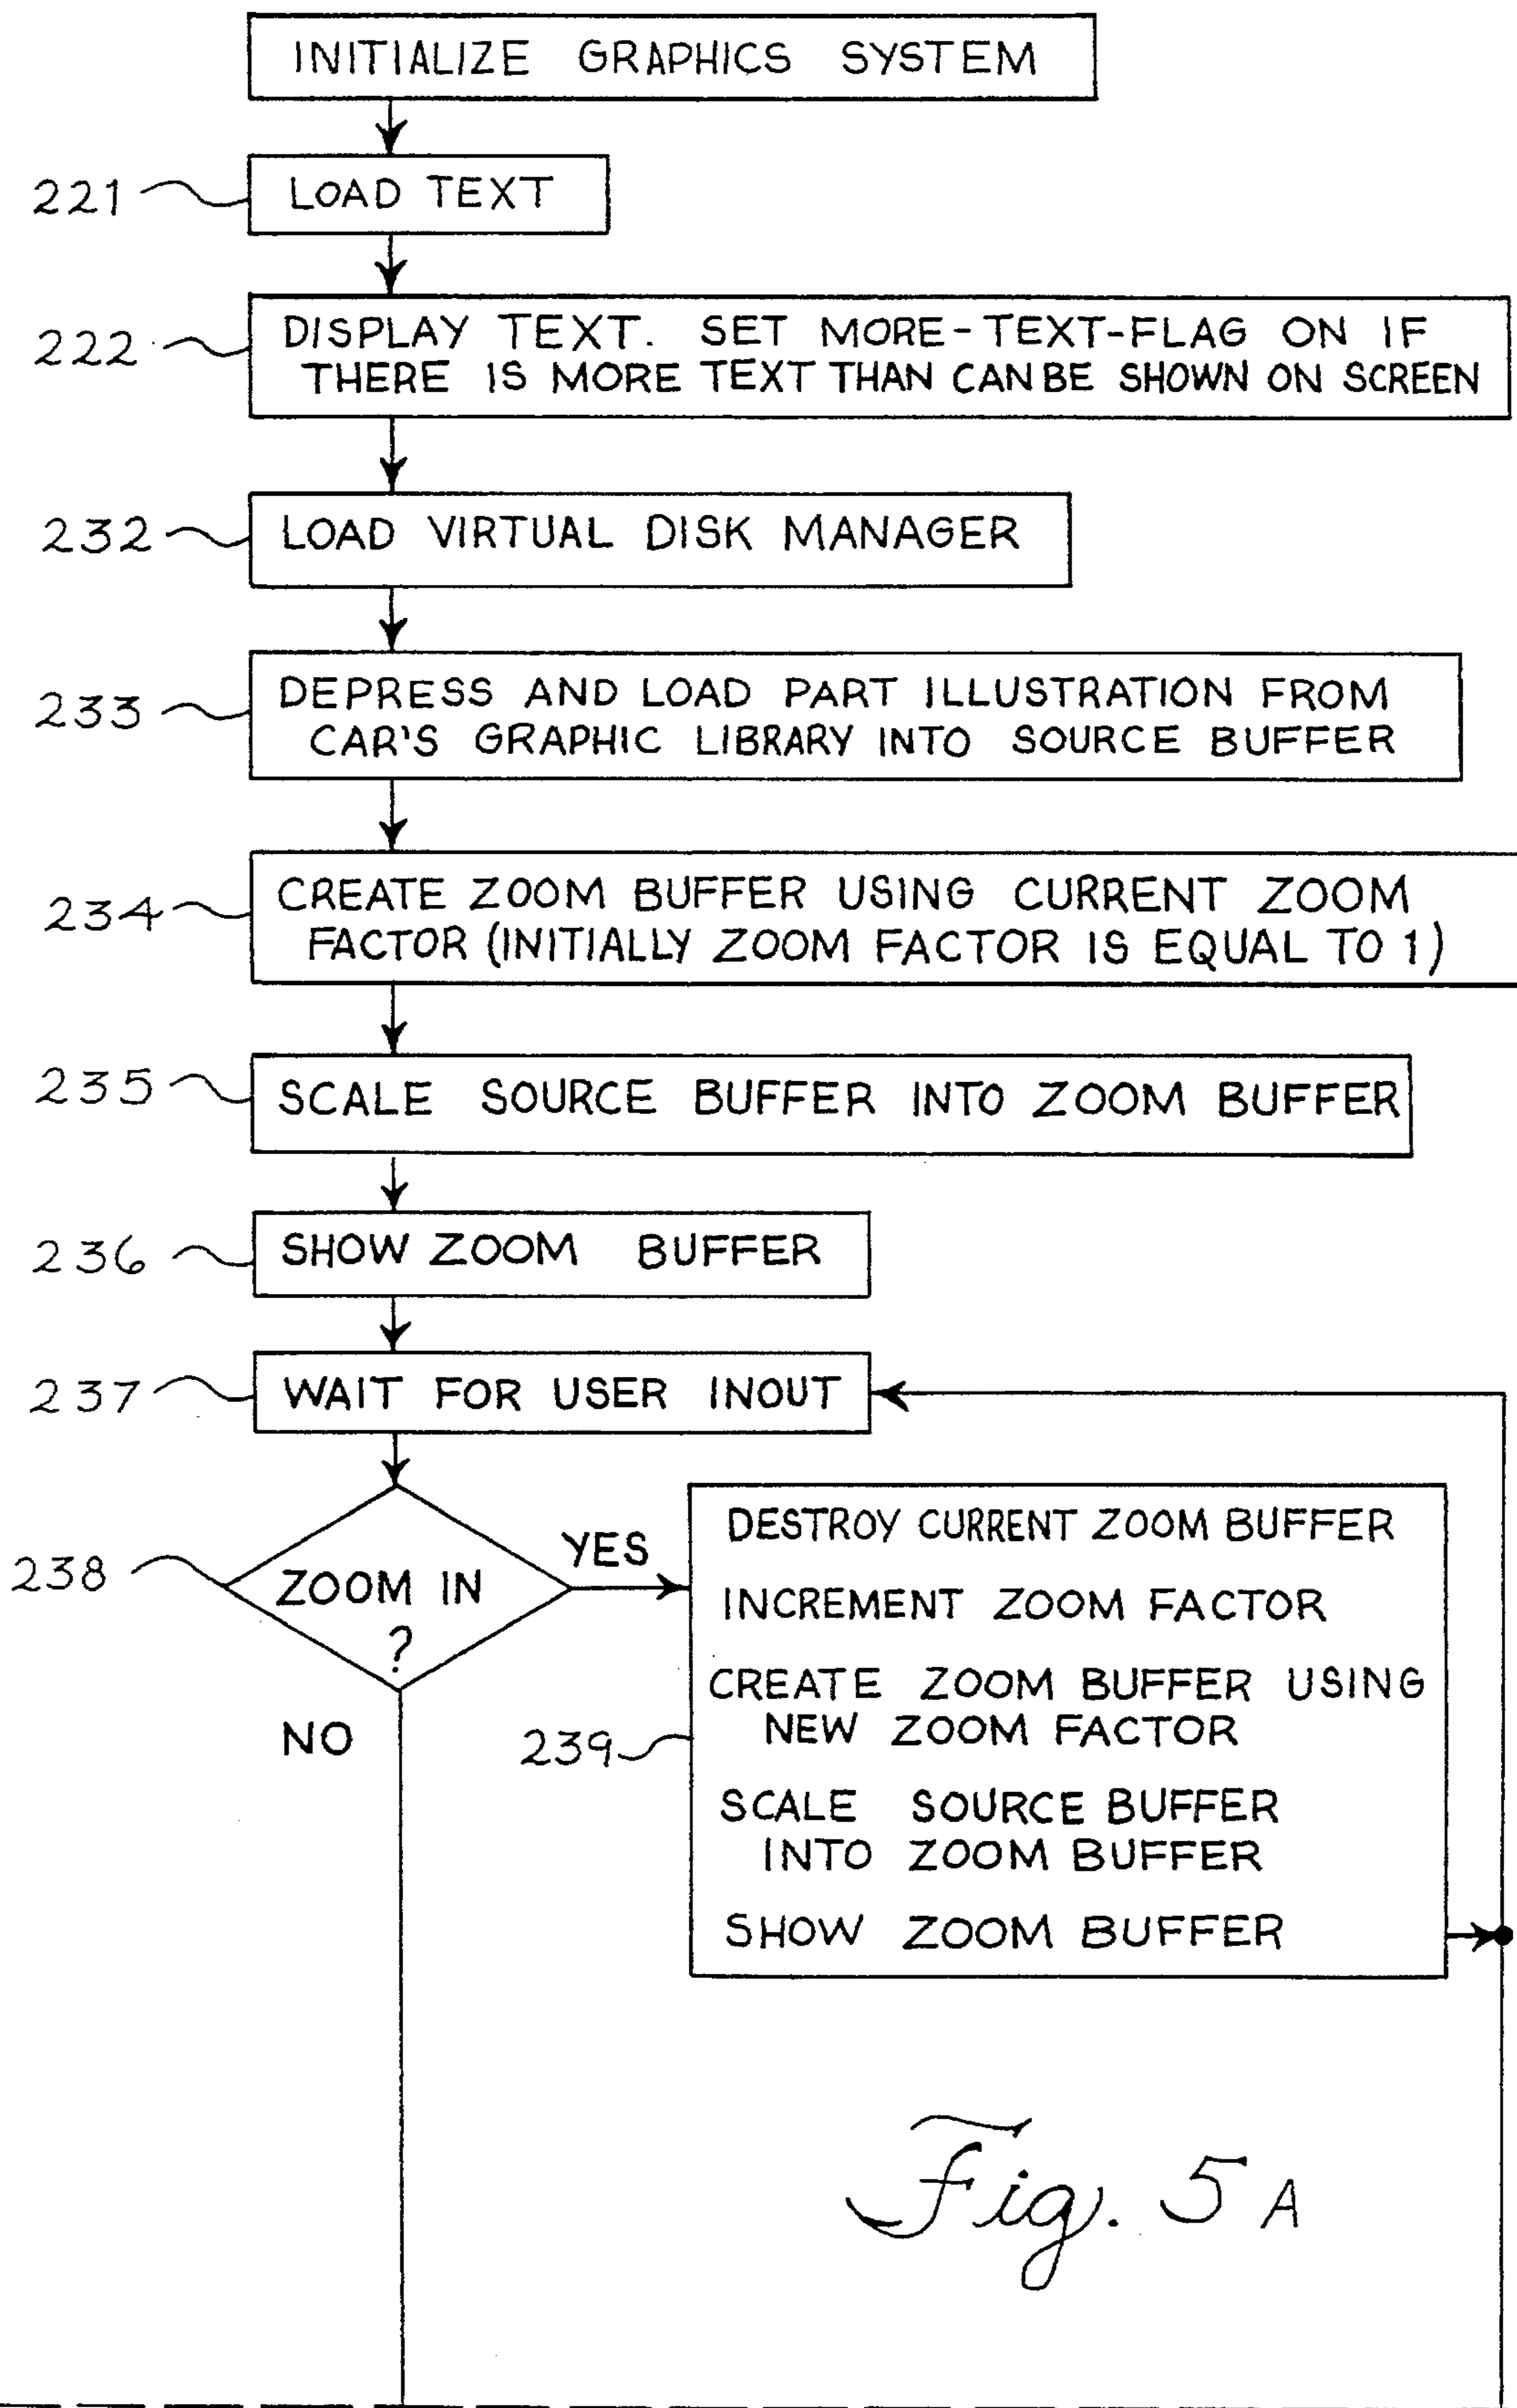 INITIALIZE GRAPHICS SYSTEM
221
LOAD TEXT
222
DISPLAY TEXT. SET MORE-TEXT-FLAG ON IF
THERE IS MORE TEXT THAN CAN BE SHOWN ON SCREEN
232
LOAD VIRTUAL DISK MANAGER
233
DEPRESS AND LOAD PART ILLUSTRATION FROM
CAR'S GRAPHIC LIBRARY INTO SOURCE BUFFER
234
CREATE ZOOM BUFFER USING CURRENT ZOOM
FACTOR (INITIALLY ZOOM FACTOR IS EQUAL TO 1)
235
SCALE SOURCE BUFFER INTO ZOOM BUFFER
236
SHOW ZOOM BUFFER
237
WAIT FOR USER INOUT
238
ZOOM IN
?
YES
NO
239
DESTROY CURRENT ZOOM BUFFER
INCREMENT ZOOM FACTOR
CREATE ZOOM BUFFER USING
NEW ZOOM FACTOR
SCALE SOURCE BUFFER
INTO ZOOM BUFFER
SHOW ZOOM BUFFER
Fig. 5A